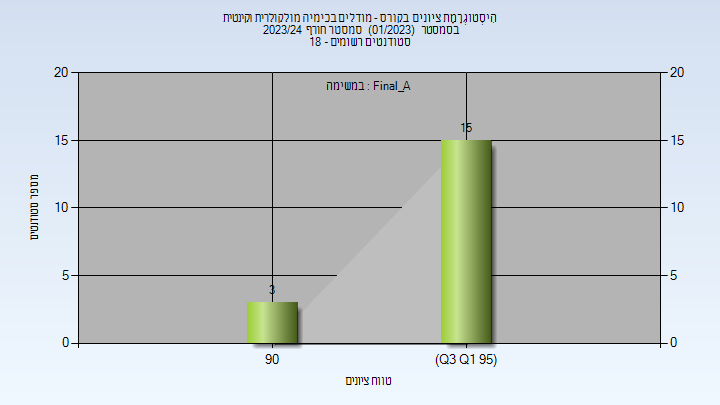 הִיסְטוֹגְרָמַת ציונים בקורס - מודלים בכימיה מולקולרית וקינטית
בסמסטר (01/2023) סמסטר חורף 2023/24
סטודנטים רשומים - 18
במשימה : Final_A
20 20
15 15
15
10 10
5 5
3
0 0
90 (Q3 Q1 95)
מספר סטודנטים
טווח ציונים